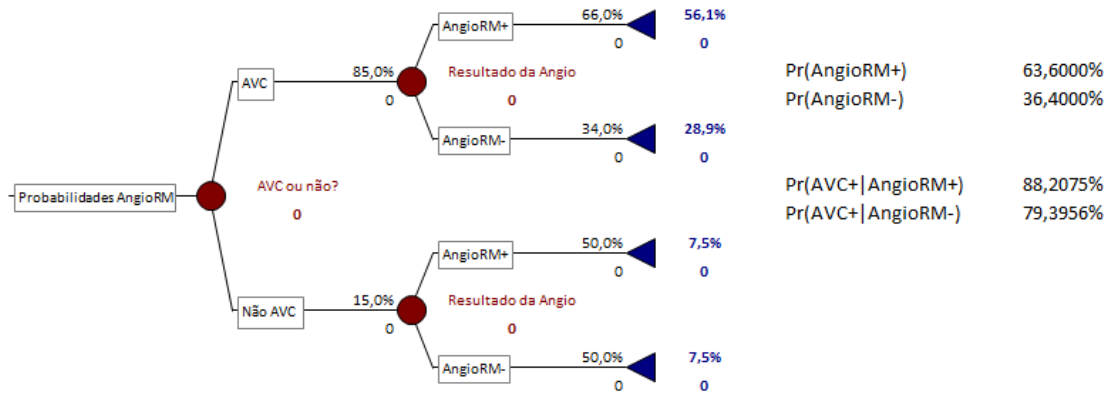 AngioRM+ 66,0% 56,1%
0 0
AVC 85,0% Resultado da Angio
0 0
AngioRM- 34,0% 28,9%
0 0
Probabilidades AngioRM AVC ou não?
0
AngioRM+ 50,0% 7,5%
0 0
Não AVC 15,0% Resultado da Angio
0 0
AngioRM- 50,0% 7,5%
0 0
Pr(AngioRM+) 63,6000%
Pr(AngioRM-) 36,4000%
Pr(AVC+|AngioRM+) 88,2075%
Pr(AVC+|AngioRM-) 79,3956%